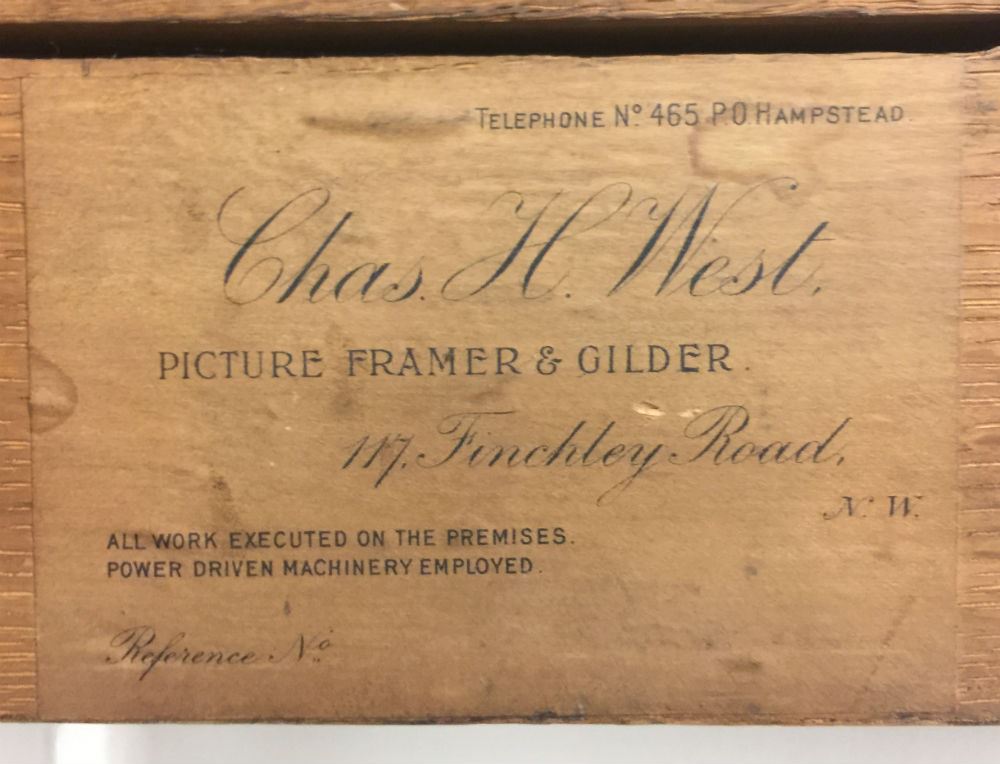 TELEPHONE Nº 465 P.O. HAMPSTEAD.
Chas. H. West,
PICTURE FRAMER & GILDER.
117, Finchley Road,
N. W.
ALL WORK EXECUTED ON THE PREMISES.
POWER DRIVEN MACHINERY EMPLOYED.
Reference Nº